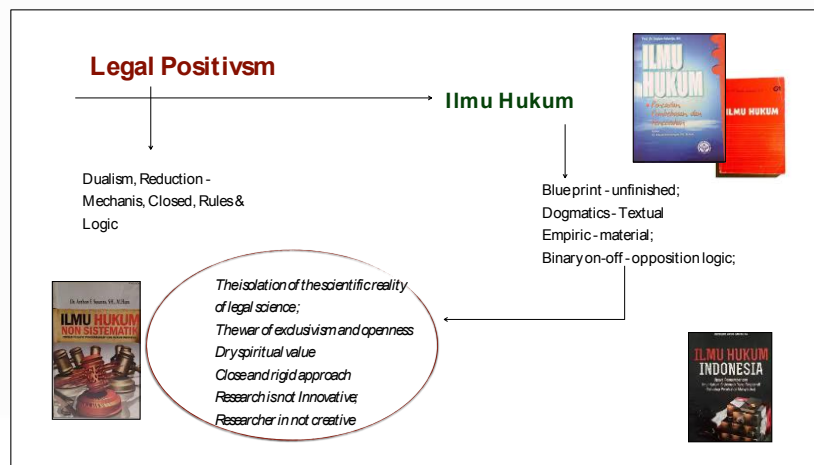 Legal Positivsm
Ilmu Hukum
Dualism, Reduction -
Mechanis, Closed, Rules &
Logic
Blueprint - unfinished;
Dogmatics - Textual
Empiric - material;
Binary on-off - opposition logic;
The isolation of the scientific reality
of legal science;
The war of exclusivism and openness
Dry spiritual value
Close and rigid approach
Research is not Innovative;
Researcher in not creative
ILMU
HUKUM
ILMU HUKUM
ILMU HUKUM
NON SISTEMATIK
ILMU HUKUM
INDONESIA